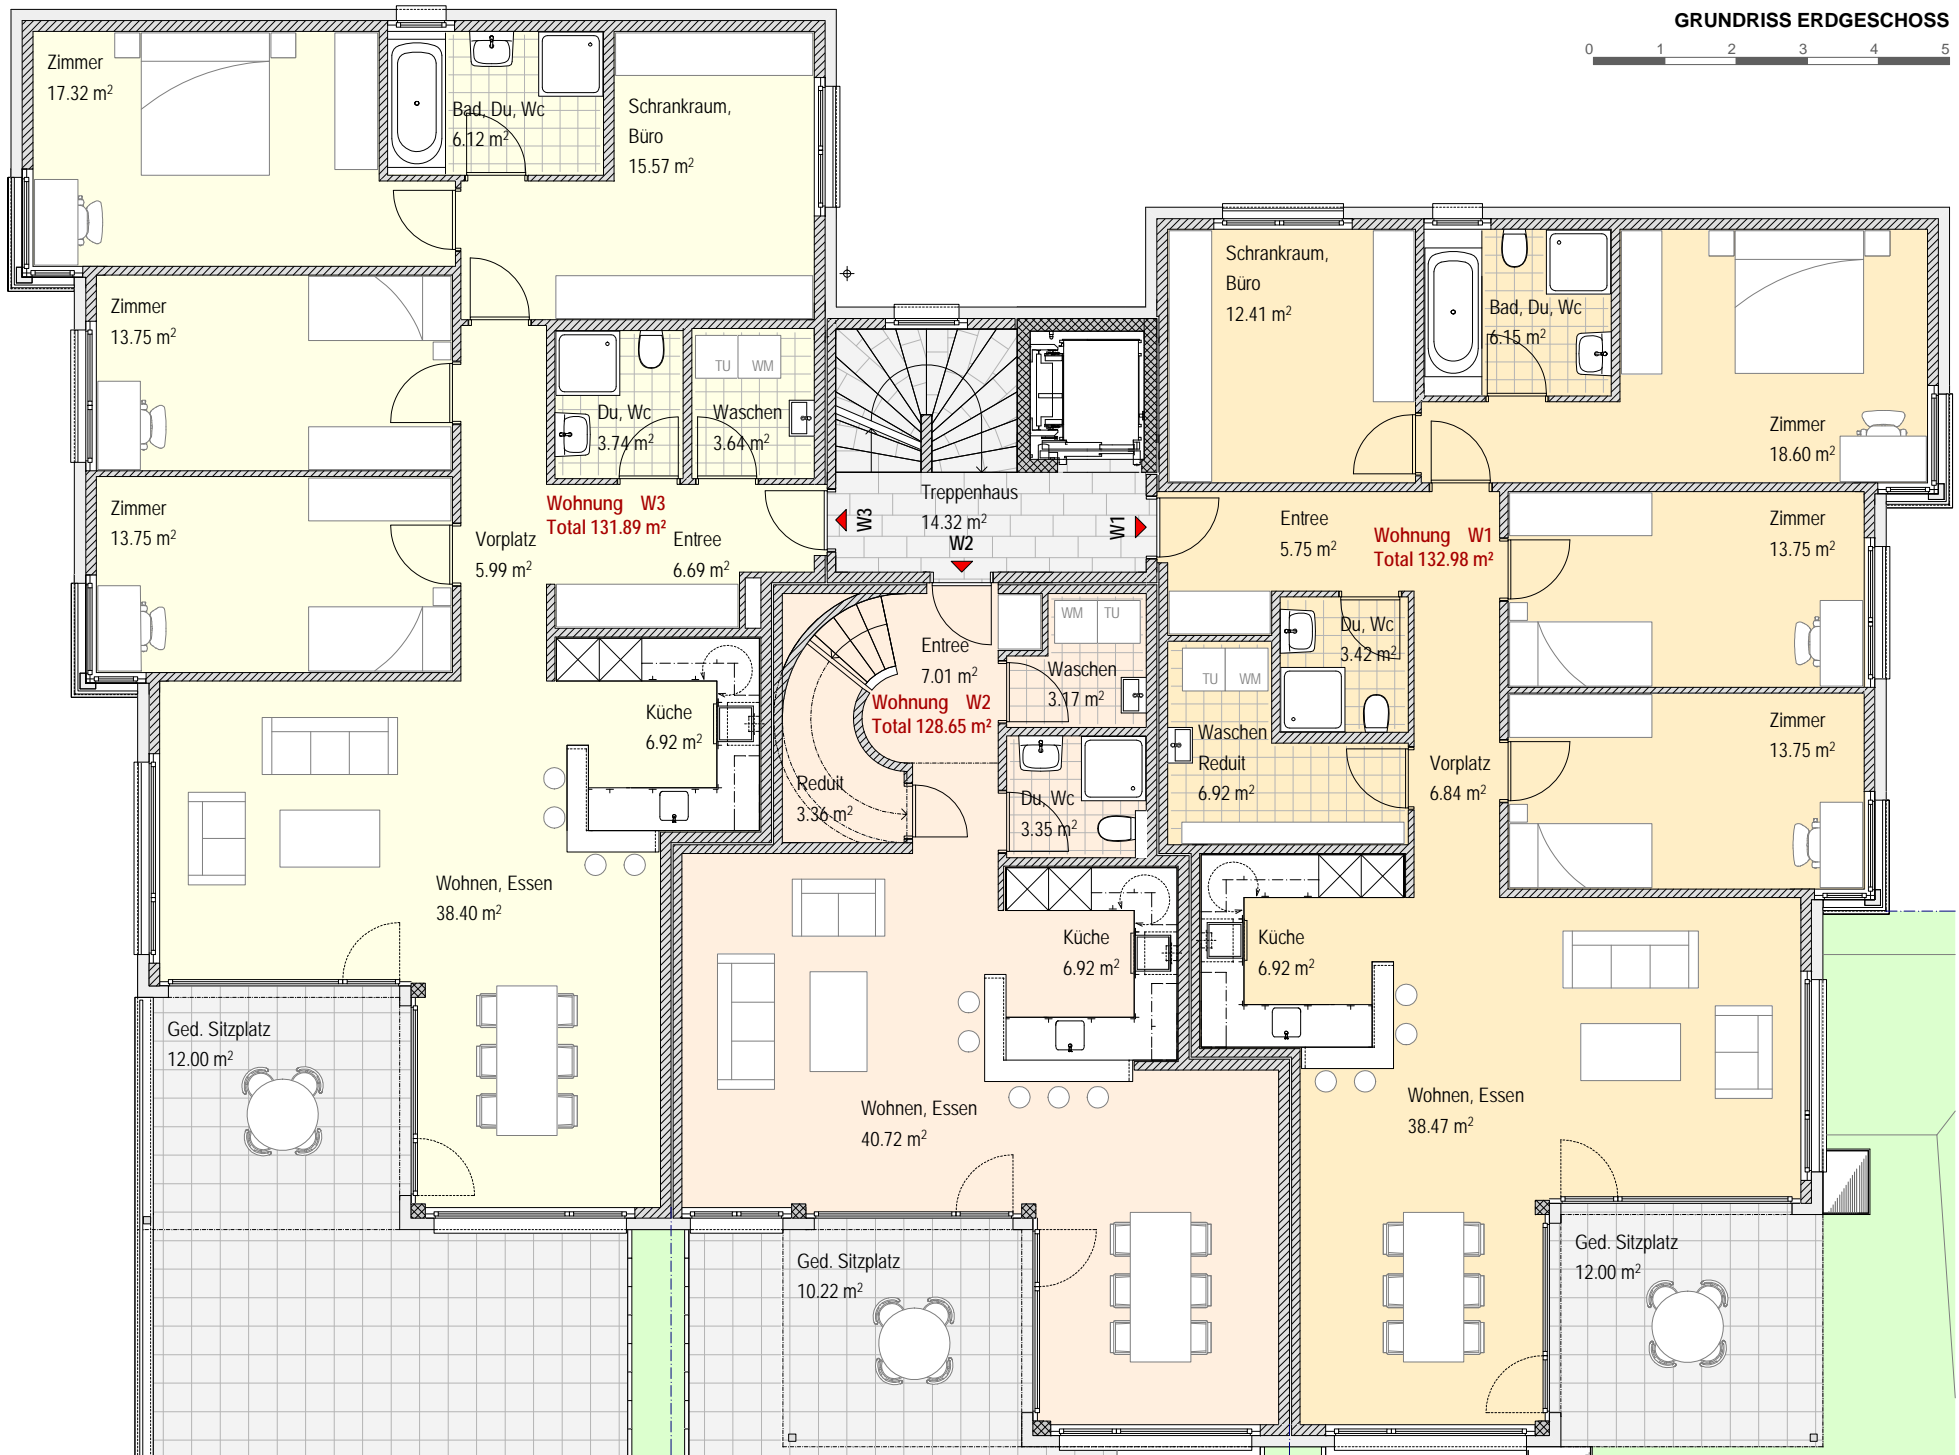 GRUNDRISS ERDGESCHOSS
0 1 2 3 4 5
Zimmer
17.32 m²
Bad, Du, Wc
6.12 m²
Schrankraum,
Büro
15.57 m²
Zimmer
13.75 m²
Zimmer
13.75 m²
Du, Wc
3.74 m²
TU WM
Waschen
3.64 m²
Wohnung W3
Total 131.89 m²
Vorplatz
5.99 m²
Entree
6.69 m²
Küche
6.92 m²
Wohnen, Essen
38.40 m²
Ged. Sitzplatz
12.00 m²
Treppenhaus
14.32 m²
W3
W2
W1
Entree
7.01 m²
WM TU
Waschen
3.17 m²
Wohnung W2
Total 128.65 m²
Reduit
3.36 m²
Du, Wc
3.35 m²
Küche
6.92 m²
Wohnen, Essen
40.72 m²
Ged. Sitzplatz
10.22 m²
Schrankraum,
Büro
12.41 m²
Bad, Du, Wc
6.15 m²
Zimmer
18.60 m²
Entree
5.75 m²
Wohnung W1
Total 132.98 m²
Zimmer
13.75 m²
Du, Wc
3.42 m²
TU WM
Waschen
Reduit
6.92 m²
Vorplatz
6.84 m²
Zimmer
13.75 m²
Küche
6.92 m²
Wohnen, Essen
38.47 m²
Ged. Sitzplatz
12.00 m²